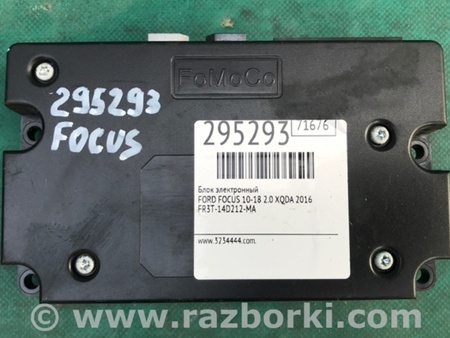 FoMoCo
295293
FOCUS
295293
71676
Блок электронный
FORD FOCUS 10-18 2.0 XQDA 2016
FR3T-14D212-MA
www.3234444.com
© www.razborki.com